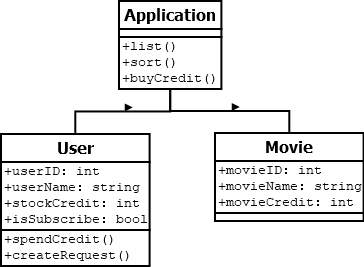 Application
+list()
+sort()
+buyCredit()
User
+userID: int
+userName: string
+stockCredit: int
+isSubscribe: bool
+spendCredit()
+createRequest()
Movie
+movieID: int
+movieName: string
+movieCredit: int